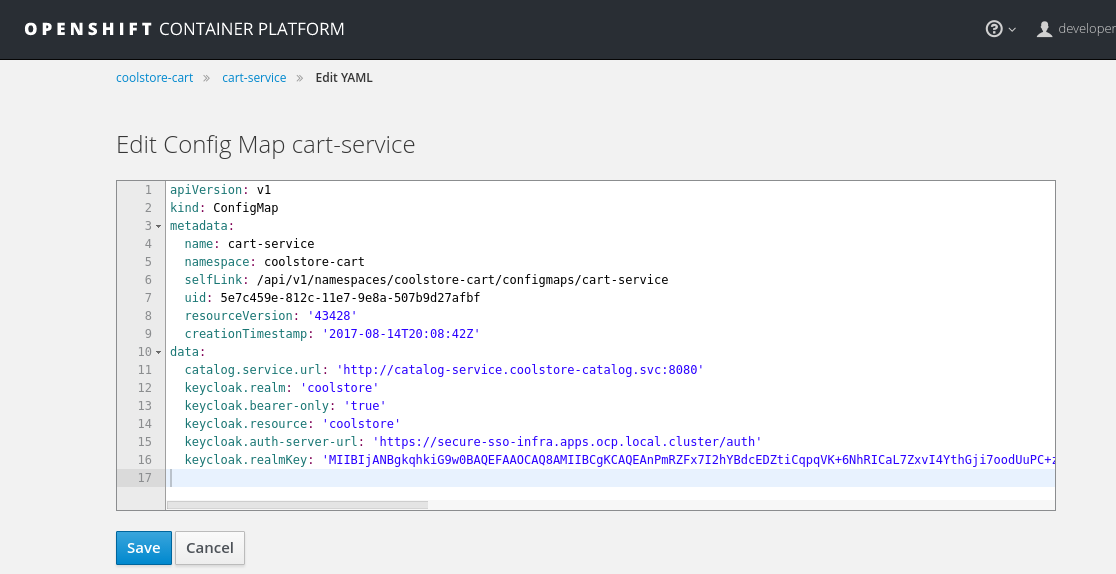 OPENSHIFT CONTAINER PLATFORM
developer
coolstore-cart » cart-service » Edit YAML
Edit Config Map cart-service
1 apiVersion: v1
2 kind: ConfigMap
3 metadata:
4 name: cart-service
5 namespace: coolstore-cart
6 selfLink: /api/v1/namespaces/coolstore-cart/configmaps/cart-service
7 uid: 5e7c459e-812c-11e7-9e8a-507b9d27afbf
8 resourceVersion: '43428'
9 creationTimestamp: '2017-08-14T20:08:42Z'
10 data:
11 catalog.service.url: 'http://catalog-service.coolstore-catalog.svc:8080'
12 keycloak.realm: 'coolstore'
13 keycloak.bearer-only: 'true'
14 keycloak.resource: 'coolstore'
15 keycloak.auth-server-url: 'https://secure-sso-infra.apps.ocp.local.cluster/auth'
16 keycloak.realmKey: 'MIIBIjANBgkqhkiG9w0BAQEFAAOCAQ8AMIIBCgKCAQEAnPmRZFx7I2hYBdcEDZtiCqpqVK+6NhRICaL7ZxvI4YthGji7oodUuPC+z
17
Save Cancel